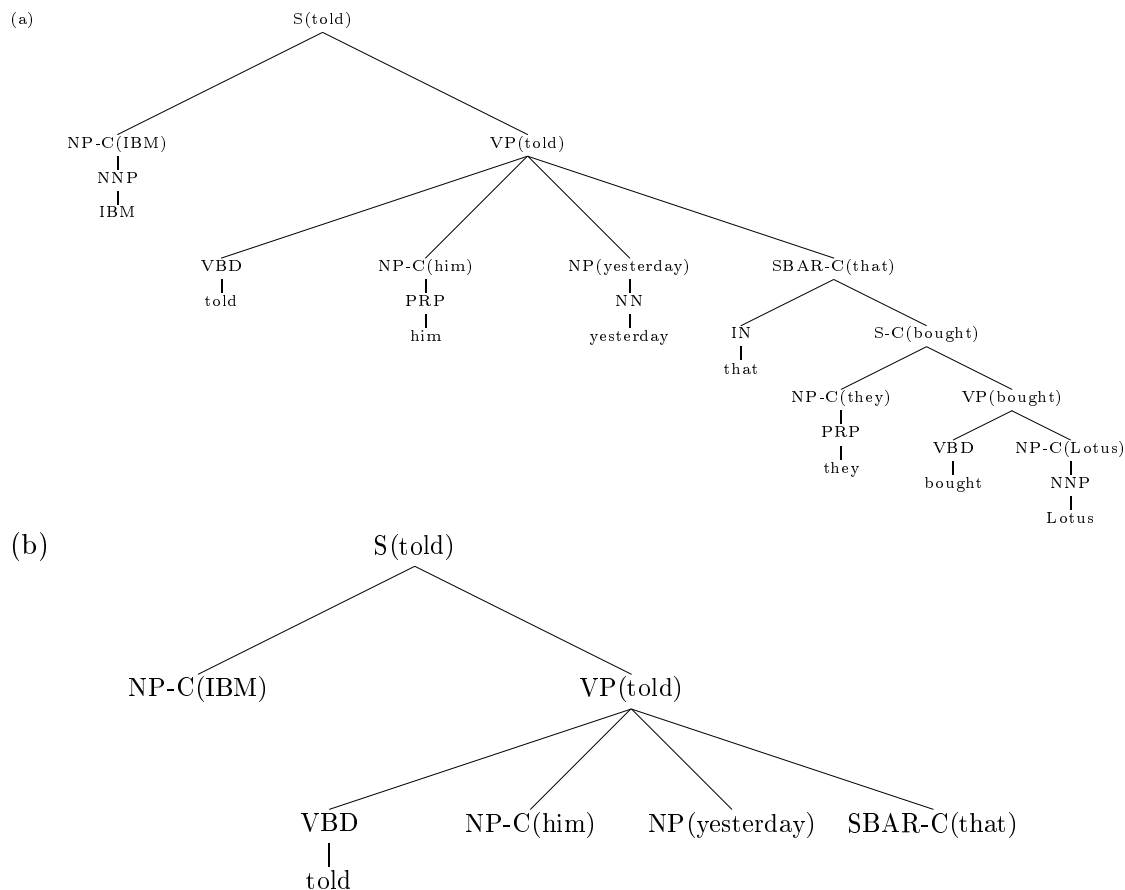 (a) S(told)
NP-C(IBM) VP(told)
NNP
IBM
VBD NP-C(him) NP(yesterday) SBAR-C(that)
told PRP NN
him yesterday
IN S-C(bought)
that
NP-C(they) VP(bought)
PRP
VBD NP-C(Lotus)
they
bought NNP
Lotus
(b) S(told)
NP-C(IBM) VP(told)
VBD NP-C(him) NP(yesterday) SBAR-C(that)
told